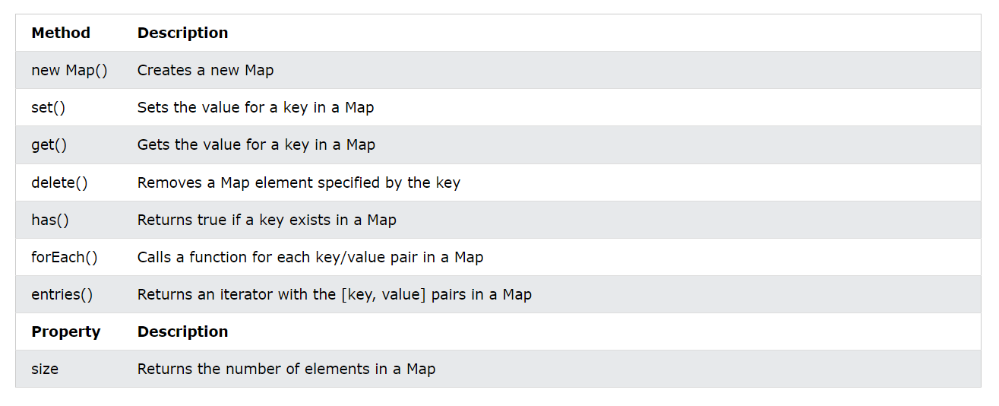 Method Description
new Map() Creates a new Map
set() Sets the value for a key in a Map
get() Gets the value for a key in a Map
delete() Removes a Map element specified by the key
has() Returns true if a key exists in a Map
forEach() Calls a function for each key/value pair in a Map
entries() Returns an iterator with the [key, value] pairs in a Map
Property Description
size Returns the number of elements in a Map